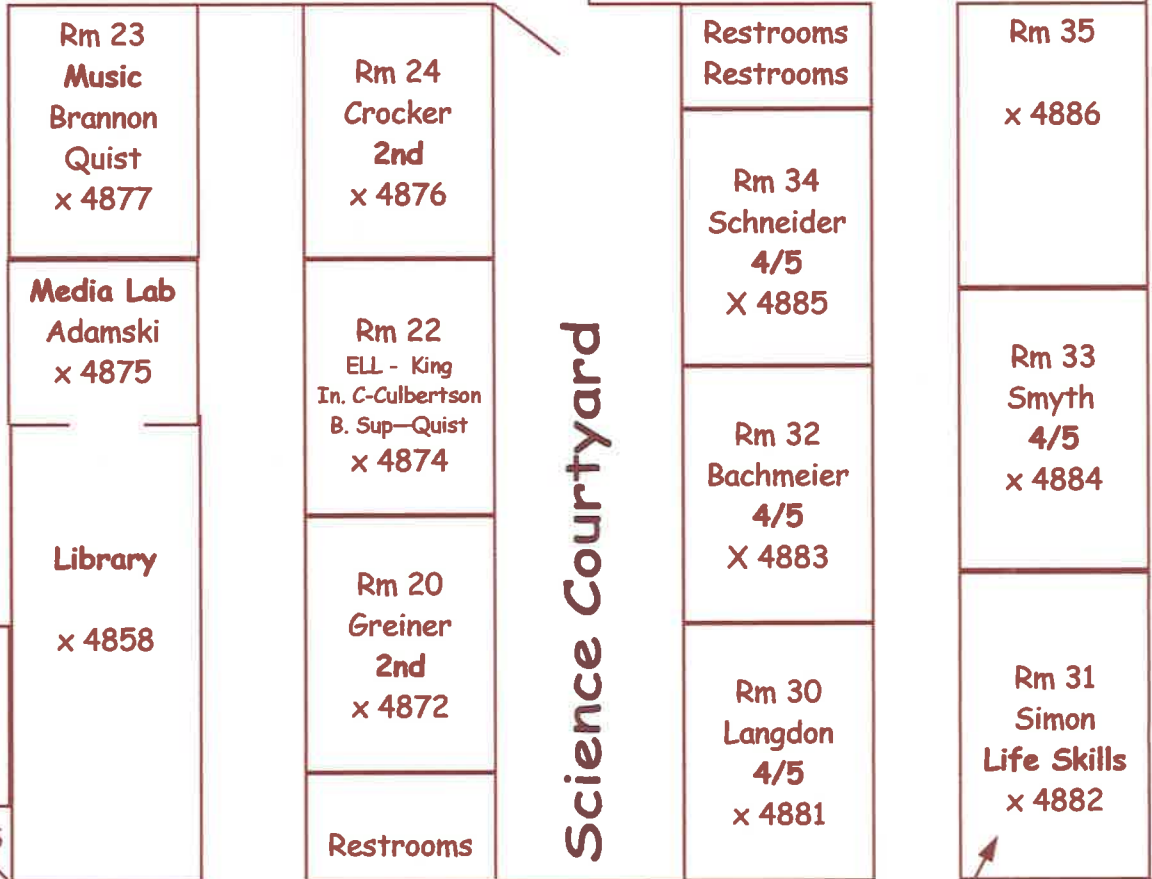 Rm 23
Music
Brannon
Quist
x 4877
Media Lab
Adamski
x 4875
Library
x 4858
Rm 24
Crocker
2nd
x 4876
Rm 22
ELL - King
In. C-Culbertson
B. Sup—Quist
x 4874
Rm 20
Greiner
2nd
x 4872
Restrooms
Science Courtyard
Restrooms
Restrooms
Rm 34
Schneider
4/5
X 4885
Rm 32
Bachmeier
4/5
X 4883
Rm 30
Langdon
4/5
x 4881
Rm 35
x 4886
Rm 33
Smyth
4/5
x 4884
Rm 31
Simon
Life Skills
x 4882